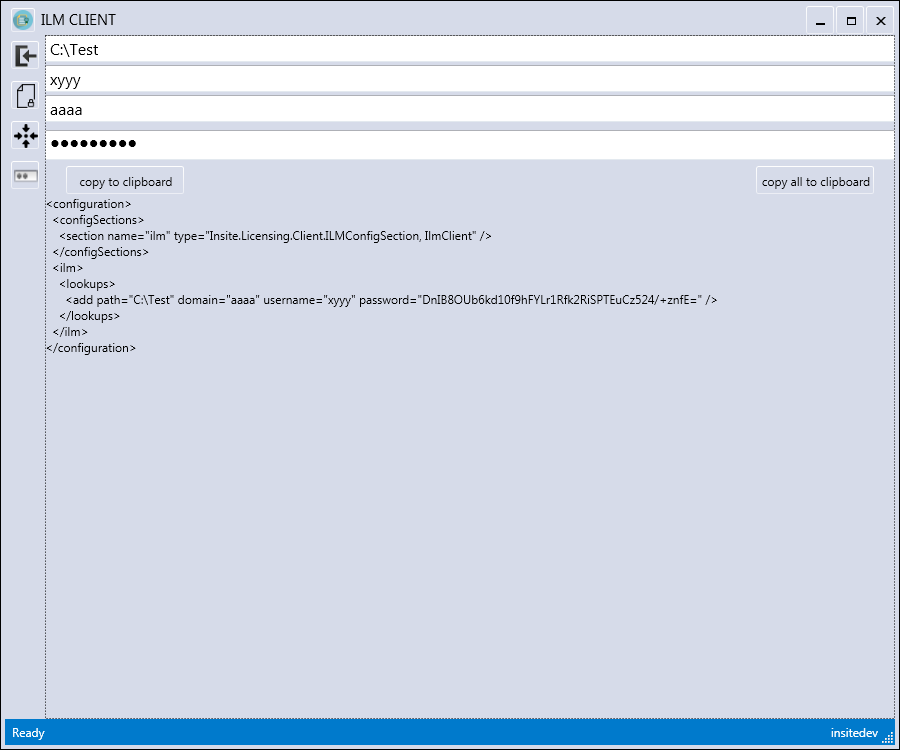 ILM CLIENT
C:\Test
xyyy
aaaa
●●●●●●●●●
copy to clipboard
copy all to clipboard
<configuration>
  <configSections>
    <section name="ilm" type="Insite.Licensing.Client.ILMConfigSection, IlmClient" />
  </configSections>
  <ilm>
    <lookups>
      <add path="C:\Test" domain="aaaa" username="xyyy" password="DnIB8OUb6kd10f9hFYLr1Rfk2RiSPTEuCz524/+znfE=" />
    </lookups>
  </ilm>
</configuration>
Ready
insitedev